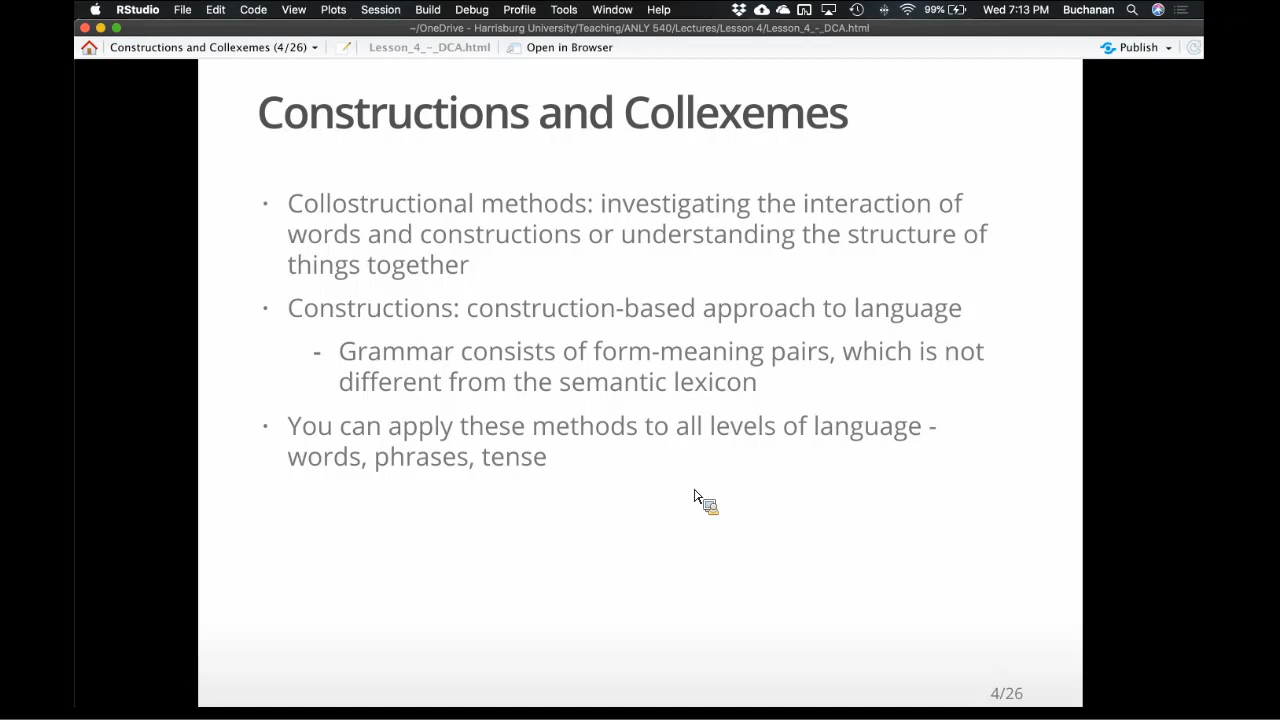 RStudio File Edit Code View Plots Session Build Debug Profile Tools Window Help 99% Wed 7:13 PM Buchanan
~/OneDrive - Harrisburg University/Teaching/ANLY 540/Lectures/Lesson 4/Lesson_4_-_DCA.html
Constructions and Collexemes (4/26) Lesson_4_-_DCA.html Open in Browser Publish
Constructions and Collexemes
· Collostructional methods: investigating the interaction of
words and constructions or understanding the structure of
things together
· Constructions: construction-based approach to language
- Grammar consists of form-meaning pairs, which is not
different from the semantic lexicon
· You can apply these methods to all levels of language -
words, phrases, tense
4/26